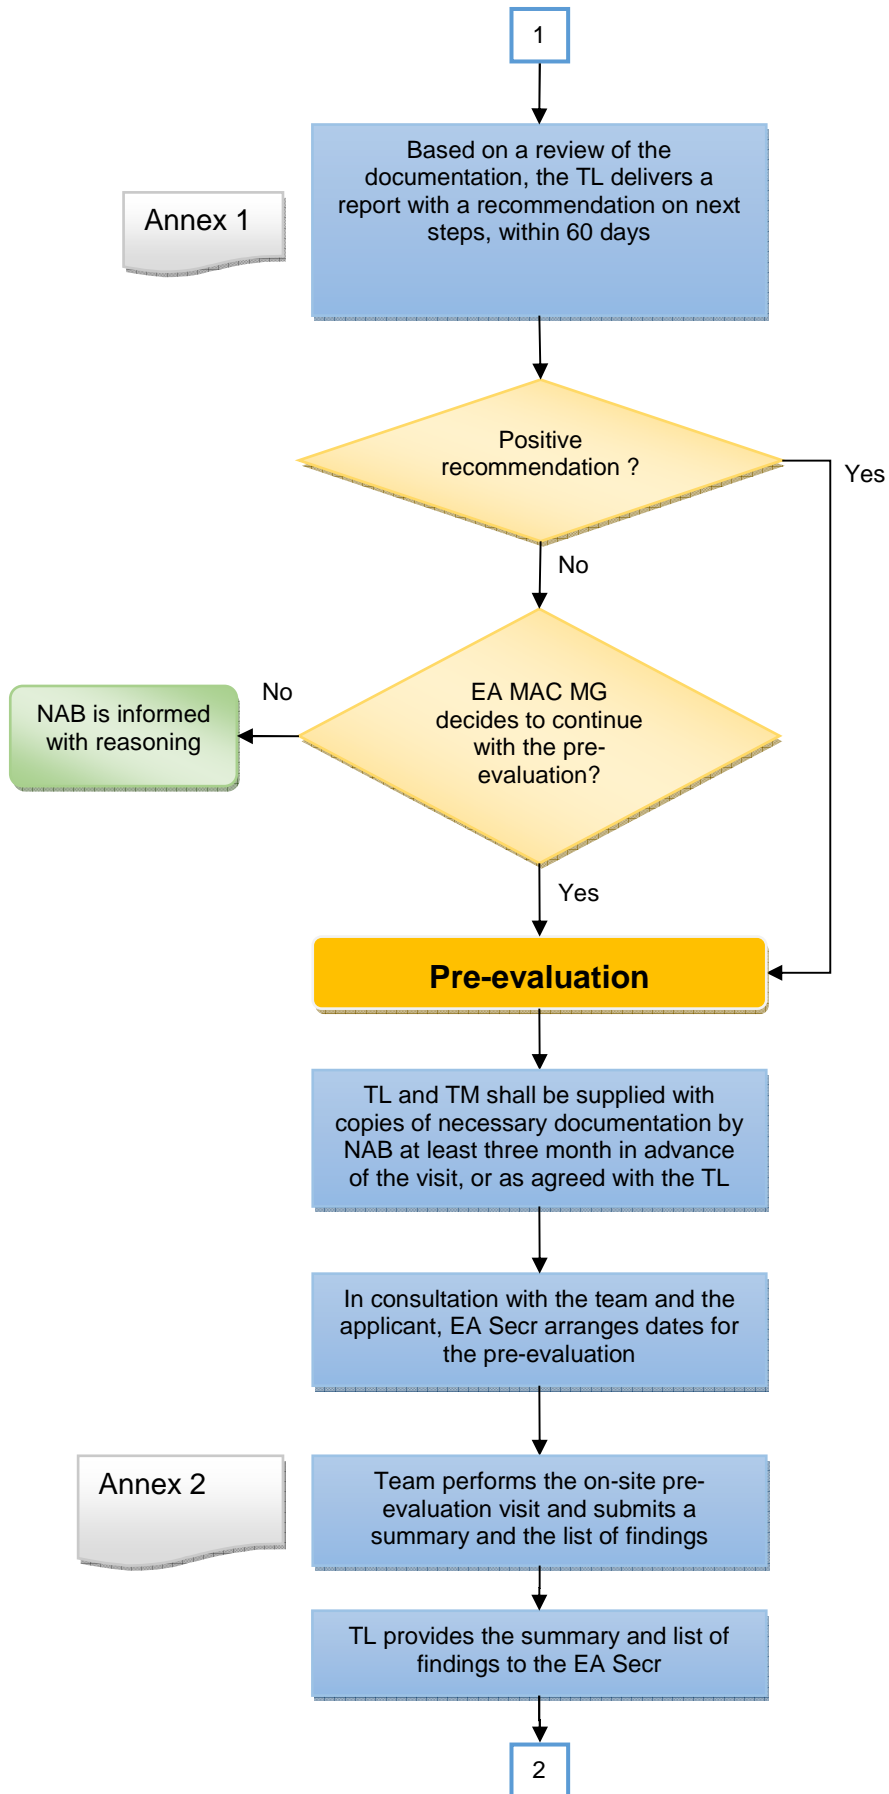 1
Based on a review of the
documentation, the TL delivers a
report with a recommendation on next
steps, within 60 days
Annex 1
Positive
recommendation ?
Yes
No
EA MAC MG
decides to continue
with the pre-
evaluation?
No
NAB is informed
with reasoning
Yes
Pre-evaluation
TL and TM shall be supplied with
copies of necessary documentation by
NAB at least three month in advance
of the visit, or as agreed with the TL
In consultation with the team and the
applicant, EA Secr arranges dates for
the pre-evaluation
Annex 2
Team performs the on-site pre-
evaluation visit and submits a
summary and the list of findings
TL provides the summary and list of
findings to the EA Secr
2